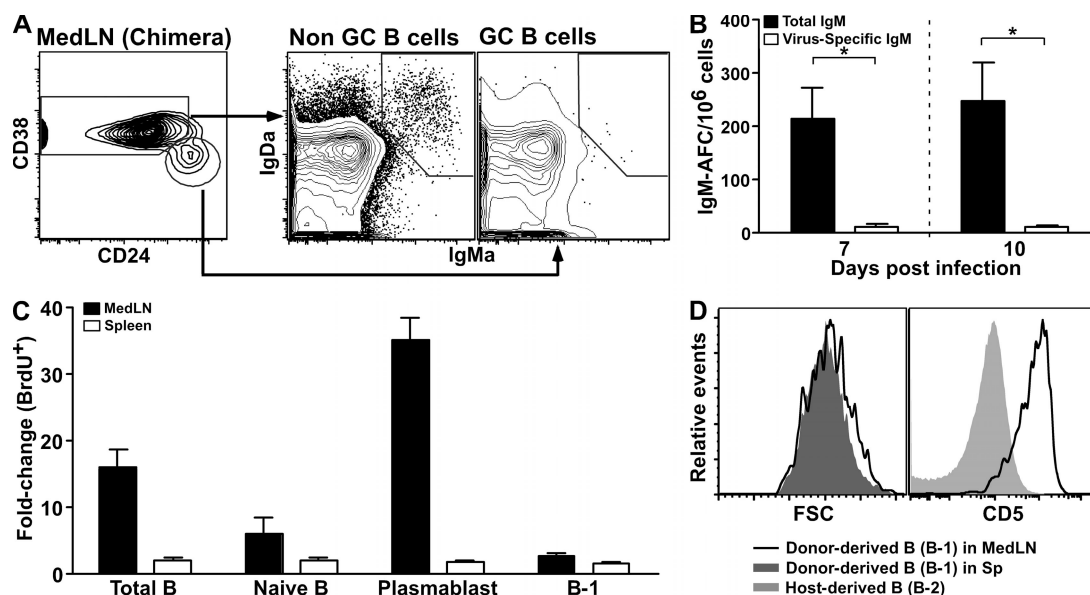 A
MedLN (Chimera)
Non GC B cells
GC B cells
CD38
CD24
IgDa
IgMa
B
Total IgM
Virus-Specific IgM
*
*
IgM-AFC/10⁶ cells
400
300
200
100
0
7
10
Days post infection
C
MedLN
Spleen
Fold-change (BrdU⁺)
40
30
20
10
0
Total B
Naive B
Plasmablast
B-1
D
Relative events
FSC
CD5
Donor-derived B (B-1) in MedLN
Donor-derived B (B-1) in Sp
Host-derived B (B-2)